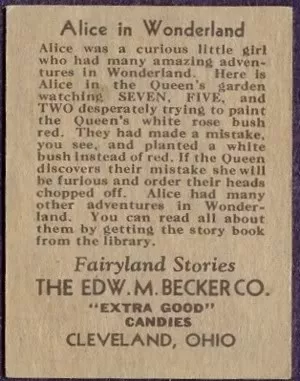 Alice in Wonderland
Alice was a curious little girl
who had many amazing adven-
tures in Wonderland. Here is
Alice in the Queen's garden
watching SEVEN, FIVE, and
TWO desperately trying to paint
the Queen's white rose bush
red. They had made a mistake,
you see, and planted a white
bush instead of red. If the Queen
discovers their mistake she will
be furious and order their heads
chopped off. Alice had many
other adventures in Wonder-
land. You can read all about
them by getting the story book
from the library.
Fairyland Stories
THE EDW. M. BECKER CO.
"EXTRA GOOD"
CANDIES
CLEVELAND, OHIO